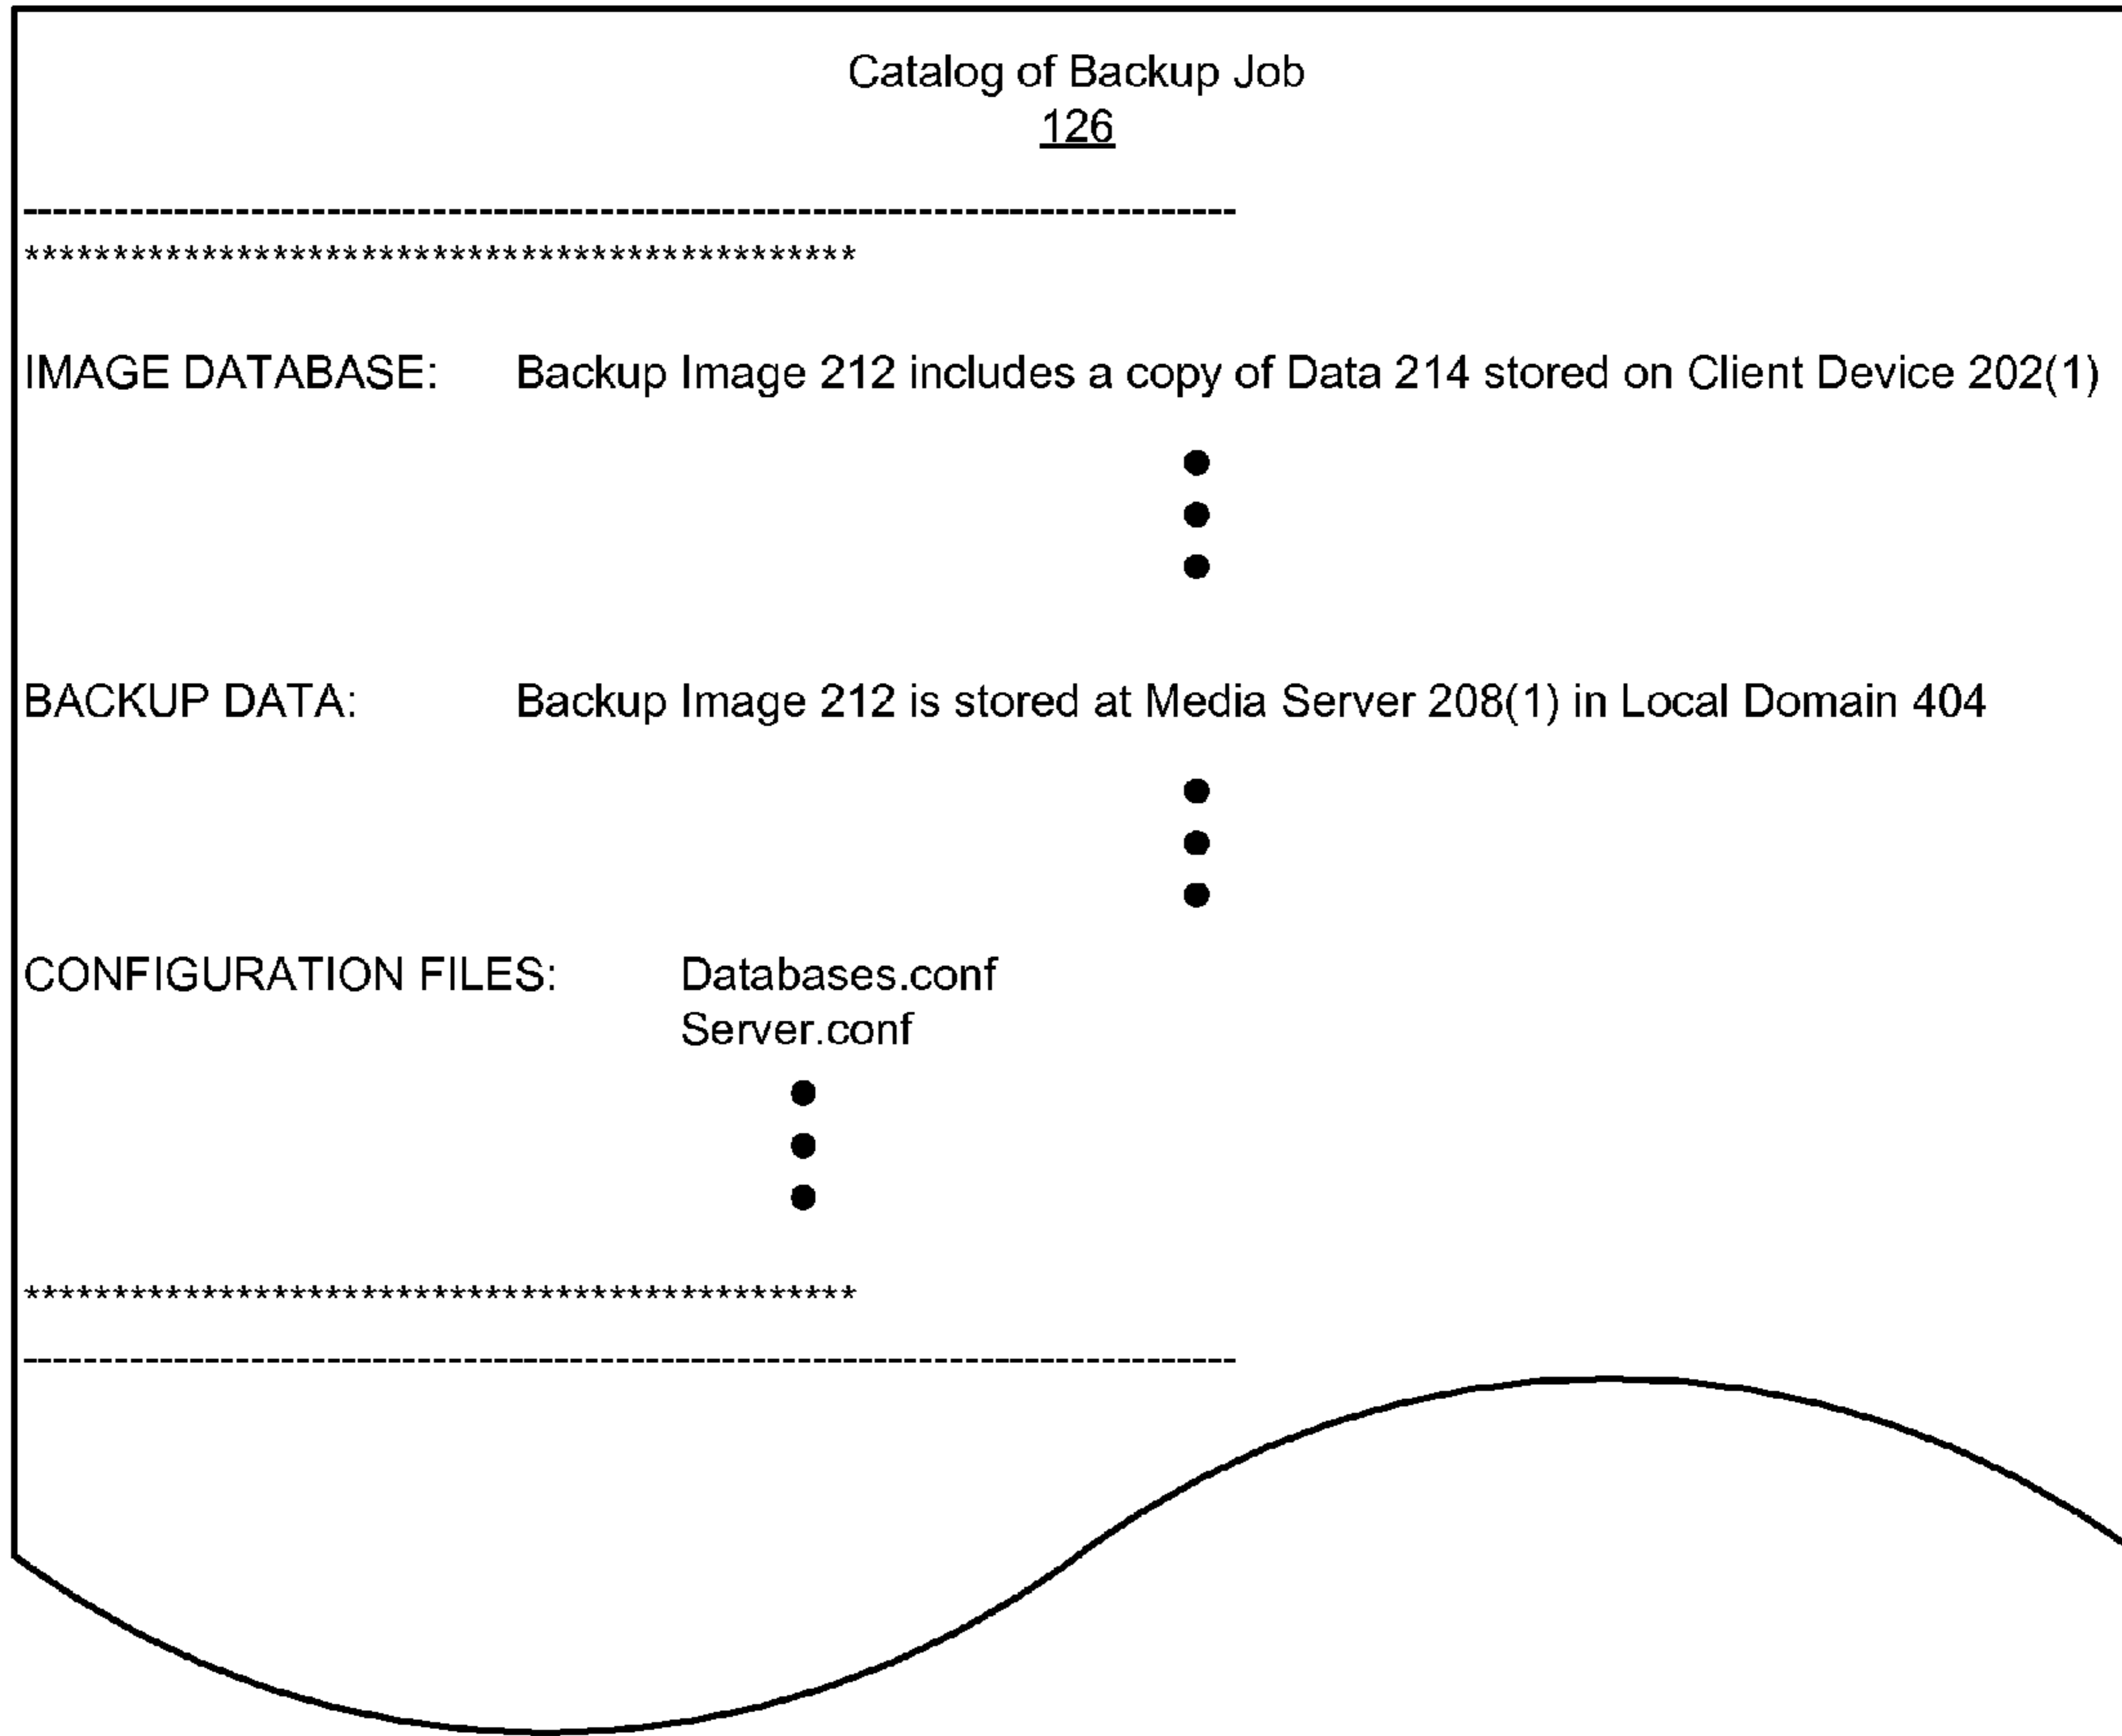 Catalog of Backup Job
126
--------------------------------------------------------------------------------
***********************************************
IMAGE DATABASE: Backup Image 212 includes a copy of Data 214 stored on Client Device 202(1)
BACKUP DATA: Backup Image 212 is stored at Media Server 208(1) in Local Domain 404
CONFIGURATION FILES: Databases.conf
Server.conf
***********************************************
--------------------------------------------------------------------------------